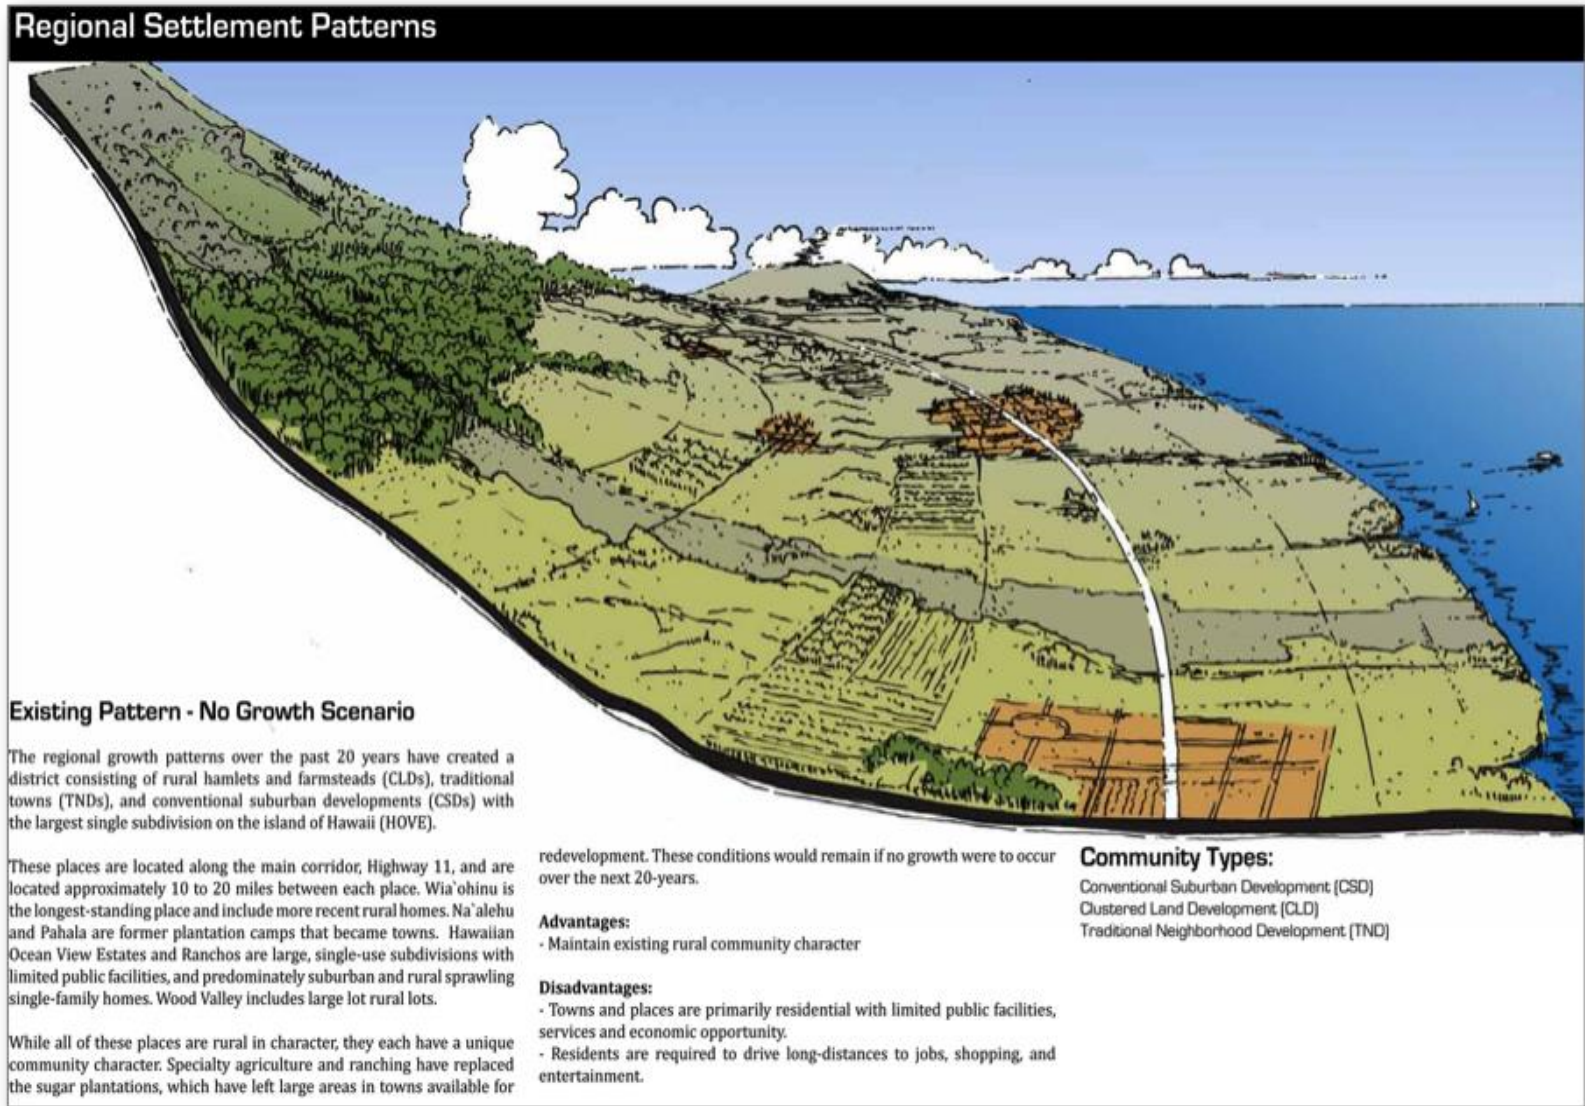 Regional Settlement Patterns
Existing Pattern - No Growth Scenario
The regional growth patterns over the past 20 years have created a
district consisting of rural hamlets and farmsteads (CLDs), traditional
towns (TNDs), and conventional suburban developments (CSDs) with
the largest single subdivision on the island of Hawaii (HOVE).
These places are located along the main corridor, Highway 11, and are
located approximately 10 to 20 miles between each place. Wia`ohinu is
the longest-standing place and include more recent rural homes. Na`alehu
and Pahala are former plantation camps that became towns. Hawaiian
Ocean View Estates and Ranchos are large, single-use subdivisions with
limited public facilities, and predominately suburban and rural sprawling
single-family homes. Wood Valley includes large lot rural lots.
While all of these places are rural in character, they each have a unique
community character. Specialty agriculture and ranching have replaced
the sugar plantations, which have left large areas in towns available for
redevelopment. These conditions would remain if no growth were to occur
over the next 20-years.
Advantages:
- Maintain existing rural community character
Disadvantages:
- Towns and places are primarily residential with limited public facilities,
services and economic opportunity.
- Residents are required to drive long-distances to jobs, shopping, and
entertainment.
Community Types:
Conventional Suburban Development (CSD)
Clustered Land Development (CLD)
Traditional Neighborhood Development (TND)